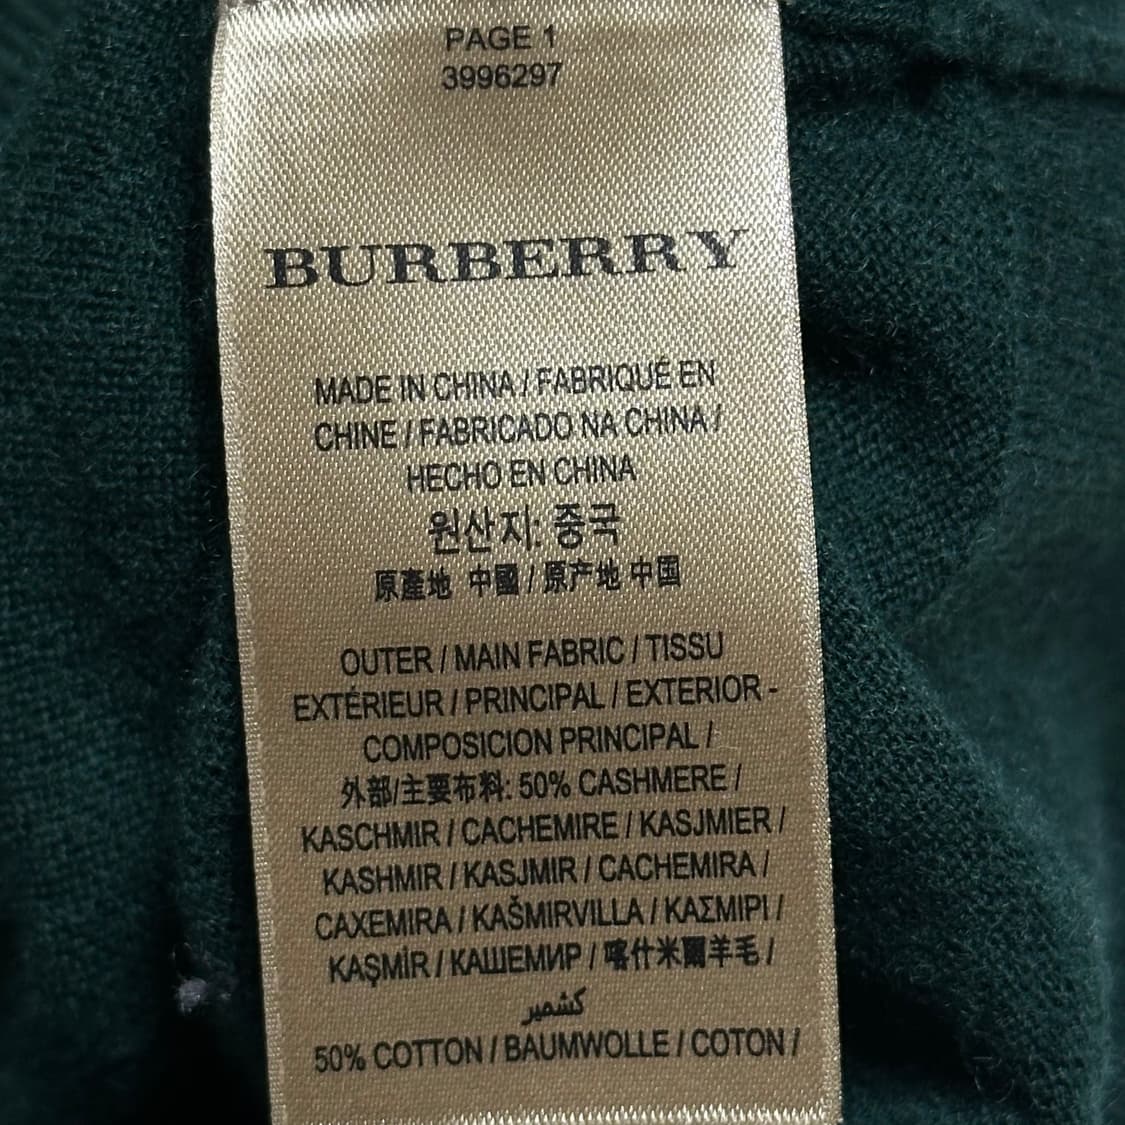 PAGE 1
3996297
BURBERRY
MADE IN CHINA / FABRIQUÉ EN
CHINE / FABRICADO NA CHINA /
HECHO EN CHINA
원산지: 중국
原產地 中國 / 原产地 中国
OUTER / MAIN FABRIC / TISSU
EXTÉRIEUR / PRINCIPAL / EXTERIOR -
COMPOSICION PRINCIPAL /
外部/主要布料: 50% CASHMERE /
KASCHMIR / CACHEMIRE / KASJMIER /
KASHMIR / KASJMIR / CACHEMIRA /
CAXEMIRA / KAŠMIRVILLA / ΚΑΣΜΙΡΙ /
KAŞMİR / КАШЕМИР / 喀什米爾羊毛 /
كشمير
50% COTTON / BAUMWOLLE / COTON /